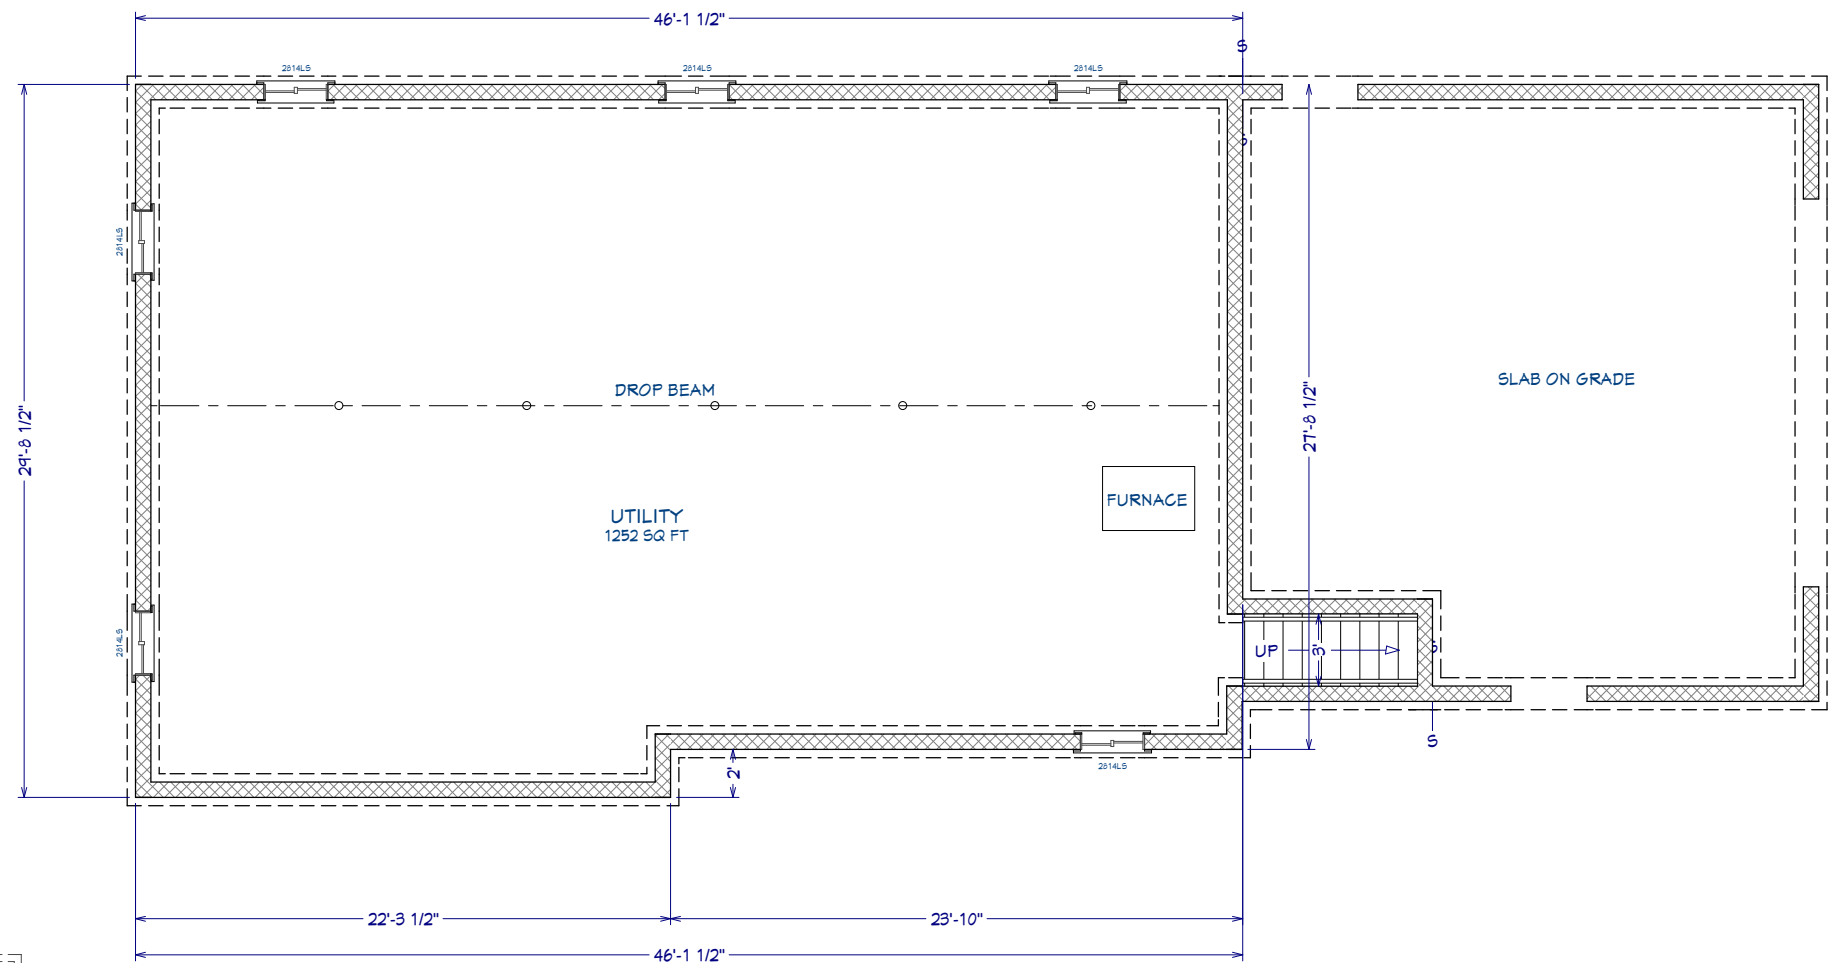 46'-1 1/2"
S
2814LS
2814LS
2814LS
S
2814LS
DROP BEAM
SLAB ON GRADE
29'-8 1/2"
27'-8 1/2"
FURNACE
UTILITY
1252 SQ FT
2814LS
UP
3'
S
S
2814LS
2'
22'-3 1/2"
23'-10"
46'-1 1/2"